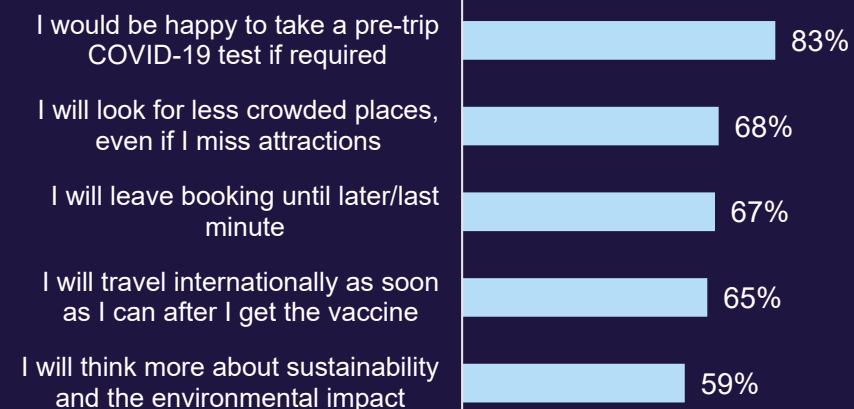 I would be happy to take a pre-trip
COVID-19 test if required
83%
I will look for less crowded places,
even if I miss attractions
68%
I will leave booking until later/last
minute
67%
I will travel internationally as soon
as I can after I get the vaccine
65%
I will think more about sustainability
and the environmental impact
59%